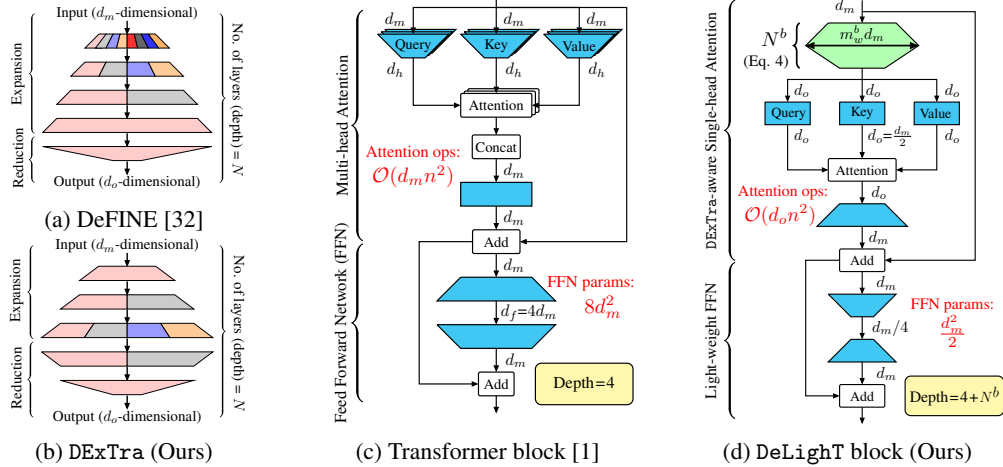 Input (d_m-dimensional)
Expansion
Reduction
No. of layers (depth) = N
Output (d_o-dimensional)
(a) DeFINE [32]
Input (d_m-dimensional)
Expansion
Reduction
No. of layers (depth) = N
Output (d_o-dimensional)
(b) DExTra (Ours)
Multi-head Attention
Feed Forward Network (FFN)
d_m d_m d_m
Query Key Value
d_h d_h d_h
Attention
Concat
Attention ops:
O(d_m n^2)
d_m
d_m
Add
d_m
FFN params:
8d_m^2
d_f=4d_m
d_m
Add
Depth=4
(c) Transformer block [1]
DExTra-aware Single-head Attention
Light-weight FFN
d_m
N^b
(Eq. 4)
m_w^b d_m
d_o d_o d_o
Query Key Value
d_o d_o=d_m/2 d_o
Attention
Attention ops:
O(d_o n^2)
d_o
d_m
Add
d_m
FFN params:
d_m^2/2
d_m/4
d_m
Add
Depth=4+N^b
(d) DeLighT block (Ours)